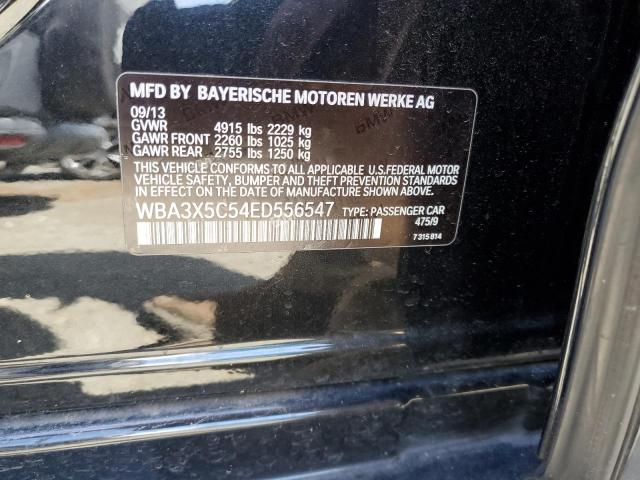 MFD BY BAYERISCHE MOTOREN WERKE AG
09/13
GVWR 4915 lbs 2229 kg
GAWR FRONT 2260 lbs 1025 kg
GAWR REAR 2755 lbs 1250 kg
THIS VEHICLE CONFORMS TO ALL APPLICABLE U.S.FEDERAL MOTOR
VEHICLE SAFETY, BUMPER AND THEFT PREVENTION STANDARDS
IN EFFECT ON THE DATE OF MANUFACTURE SHOWN ABOVE.
WBA3X5C54ED556547 TYPE: PASSENGER CAR
475/9
7 315 814